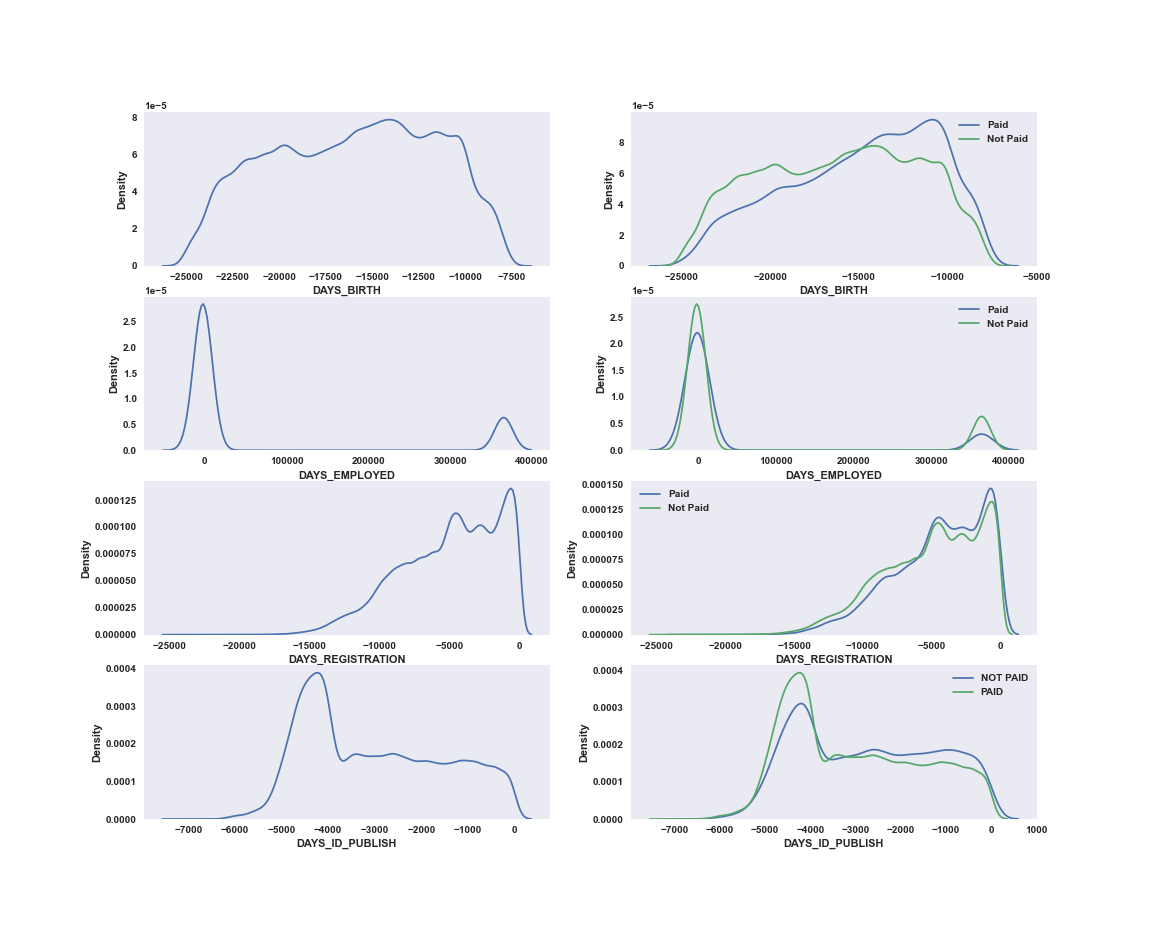 1e−5
8
6
4
2
0
Density
−25000 −22500 −20000 −17500 −15000 −12500 −10000 −7500
DAYS_BIRTH
1e−5
8
6
4
2
0
Density
Paid
Not Paid
−25000 −20000 −15000 −10000 −5000
DAYS_BIRTH
1e−5
2.5
2.0
1.5
1.0
0.5
0.0
Density
0 100000 200000 300000 400000
DAYS_EMPLOYED
1e−5
2.5
2.0
1.5
1.0
0.5
0.0
Density
Paid
Not Paid
0 100000 200000 300000 400000
DAYS_EMPLOYED
0.000125
0.000100
0.000075
0.000050
0.000025
0.000000
Density
−25000 −20000 −15000 −10000 −5000 0
DAYS_REGISTRATION
0.000150
0.000125
0.000100
0.000075
0.000050
0.000025
0.000000
Density
Paid
Not Paid
−25000 −20000 −15000 −10000 −5000 0
DAYS_REGISTRATION
0.0004
0.0003
0.0002
0.0001
0.0000
Density
−7000 −6000 −5000 −4000 −3000 −2000 −1000 0
DAYS_ID_PUBLISH
0.0004
0.0003
0.0002
0.0001
0.0000
Density
NOT PAID
PAID
−7000 −6000 −5000 −4000 −3000 −2000 −1000 0 1000
DAYS_ID_PUBLISH